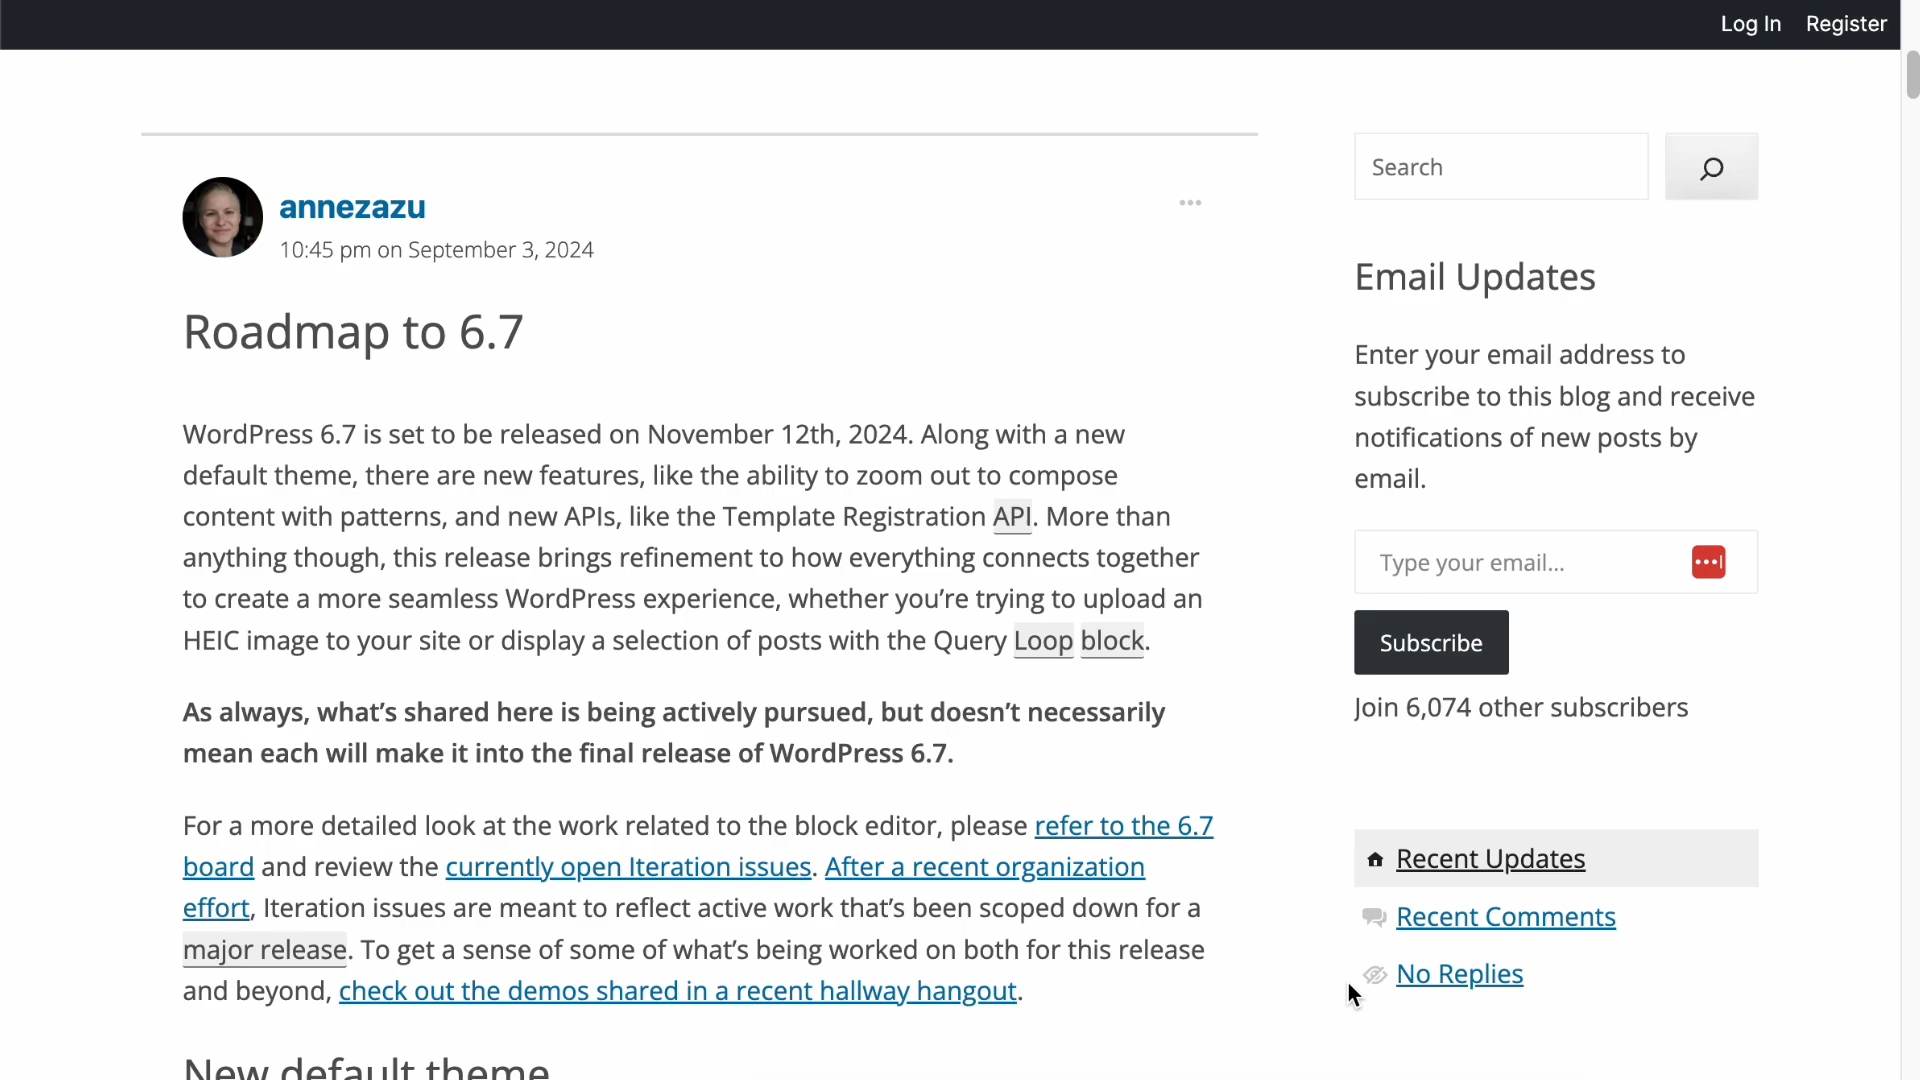 Log In Register
annezazu
10:45 pm on September 3, 2024
Roadmap to 6.7
WordPress 6.7 is set to be released on November 12th, 2024. Along with a new
default theme, there are new features, like the ability to zoom out to compose
content with patterns, and new APIs, like the Template Registration API. More than
anything though, this release brings refinement to how everything connects together
to create a more seamless WordPress experience, whether you’re trying to upload an
HEIC image to your site or display a selection of posts with the Query Loop block.
As always, what’s shared here is being actively pursued, but doesn’t necessarily
mean each will make it into the final release of WordPress 6.7.
For a more detailed look at the work related to the block editor, please refer to the 6.7
board and review the currently open Iteration issues. After a recent organization
effort, Iteration issues are meant to reflect active work that’s been scoped down for a
major release. To get a sense of some of what’s being worked on both for this release
and beyond, check out the demos shared in a recent hallway hangout.
New default theme
Search
Email Updates
Enter your email address to
subscribe to this blog and receive
notifications of new posts by
email.
Type your email...
Subscribe
Join 6,074 other subscribers
Recent Updates
Recent Comments
No Replies